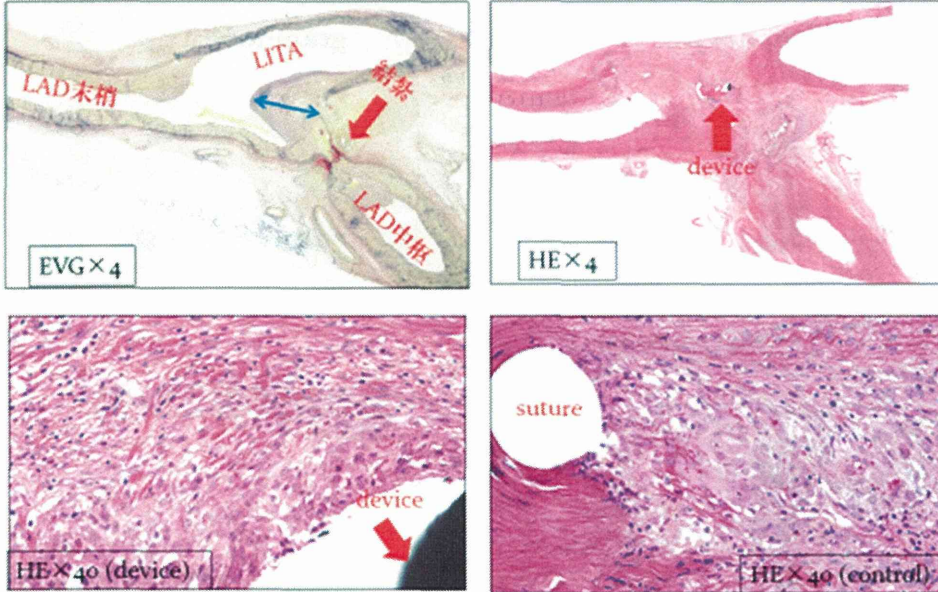 LITA
LAD末梢
結紮
LAD中枢
EVG×4
device
HE×4
device
HE×40 (device)
suture
HE×40 (control)